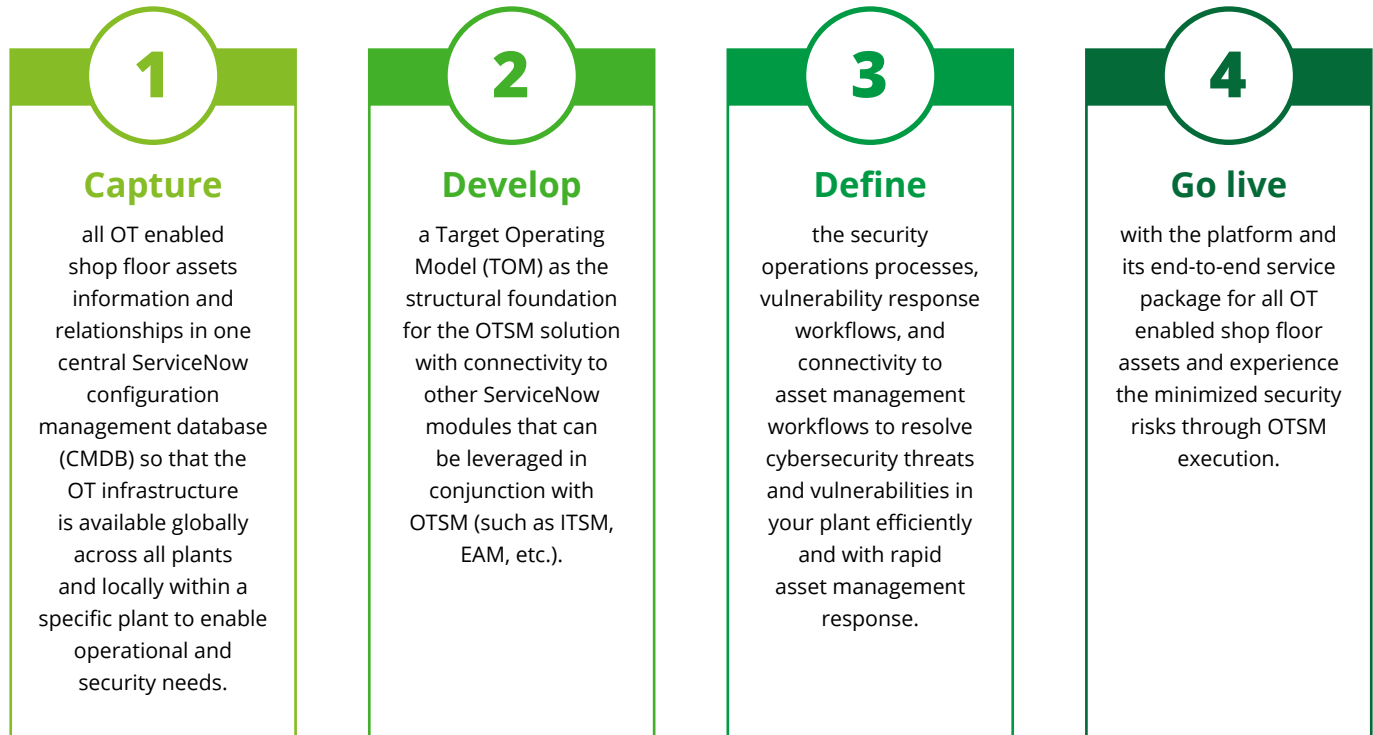 1
Capture
all OT enabled
shop floor assets
information and
relationships in one
central ServiceNow
configuration
management database
(CMDB) so that the
OT infrastructure
is available globally
across all plants
and locally within a
specific plant to enable
operational and
security needs.
2
Develop
a Target Operating
Model (TOM) as the
structural foundation
for the OTSM solution
with connectivity to
other ServiceNow
modules that can
be leveraged in
conjunction with
OTSM (such as ITSM,
EAM, etc.).
3
Define
the security
operations processes,
vulnerability response
workflows, and
connectivity to
asset management
workflows to resolve
cybersecurity threats
and vulnerabilities in
your plant efficiently
and with rapid
asset management
response.
4
Go live
with the platform and
its end-to-end service
package for all OT
enabled shop floor
assets and experience
the minimized security
risks through OTSM
execution.